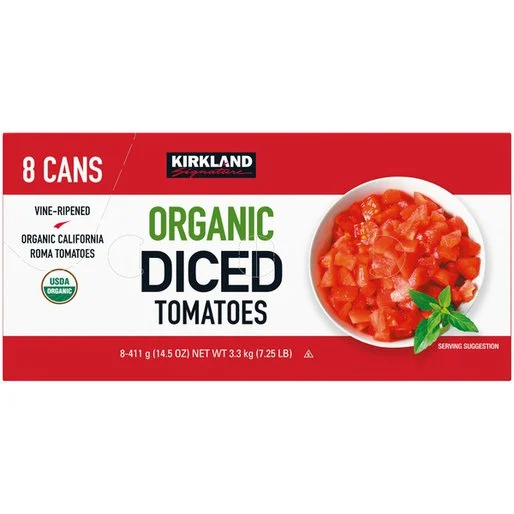 8 CANS
VINE-RIPENED
ORGANIC CALIFORNIA
ROMA TOMATOES
USDA
ORGANIC
KIRKLAND
Signature
ORGANIC
DICED
TOMATOES
8-411 g (14.5 OZ) NET WT 3.3 kg (7.25 LB)
SERVING SUGGESTION